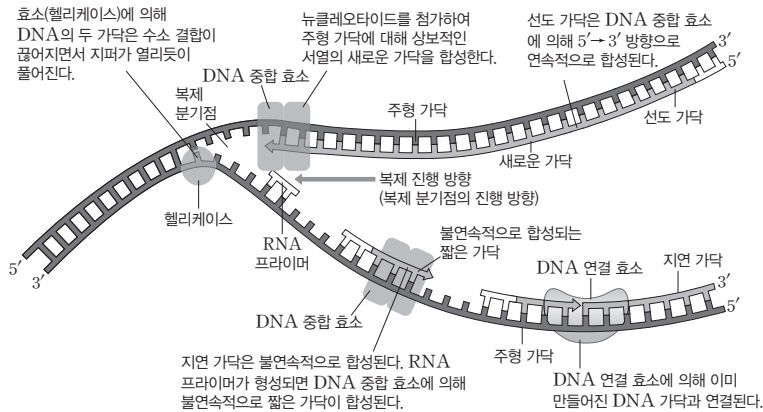 효소(헬리케이스)에 의해
DNA의 두 가닥은 수소 결합이
끊어지면서 지퍼가 열리듯이
풀어진다.
뉴클레오타이드를 첨가하여
주형 가닥에 대해 상보적인
서열의 새로운 가닥을 합성한다.
선도 가닥은 DNA 중합 효소
에 의해 5′→ 3′ 방향으로
연속적으로 합성된다.
3′
5′
DNA 중합 효소
복제
분기점
주형 가닥
선도 가닥
새로운 가닥
복제 진행 방향
(복제 분기점의 진행 방향)
헬리케이스
RNA
프라이머
불연속적으로 합성되는
짧은 가닥
5′
3′
DNA 연결 효소
지연 가닥
3′
5′
DNA 중합 효소
주형 가닥
지연 가닥은 불연속적으로 합성된다. RNA
프라이머가 형성되면 DNA 중합 효소에 의해
불연속적으로 짧은 가닥이 합성된다.
DNA 연결 효소에 의해 이미
만들어진 DNA 가닥과 연결된다.